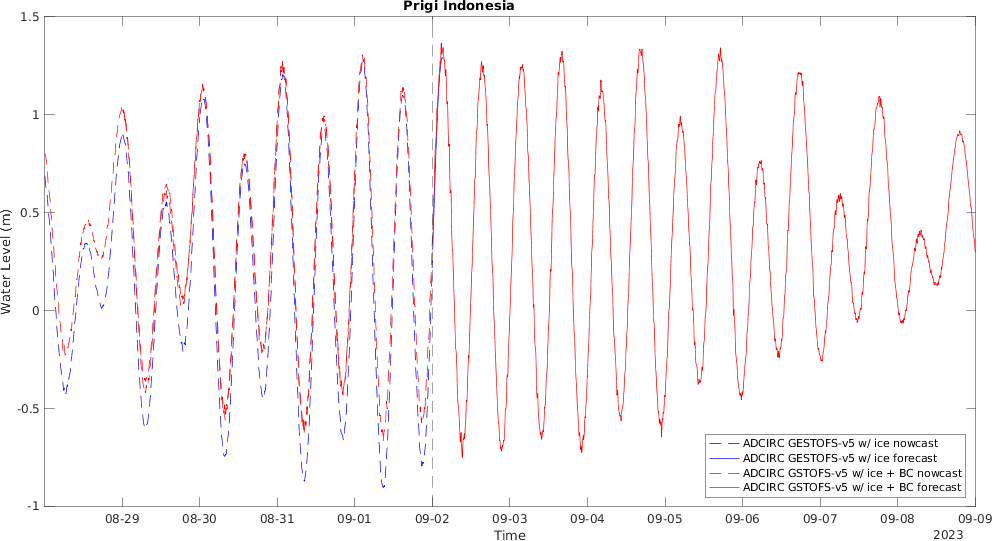 Prigi Indonesia
1.5
1
0.5
0
-0.5
-1
Water Level (m)
08-29 08-30 08-31 09-01 09-02 09-03 09-04 09-05 09-06 09-07 09-08 09-09
Time
2023
ADCIRC GESTOFS-v5 w/ ice nowcast
ADCIRC GESTOFS-v5 w/ ice forecast
ADCIRC GSTOFS-v5 w/ ice + BC nowcast
ADCIRC GSTOFS-v5 w/ ice + BC forecast